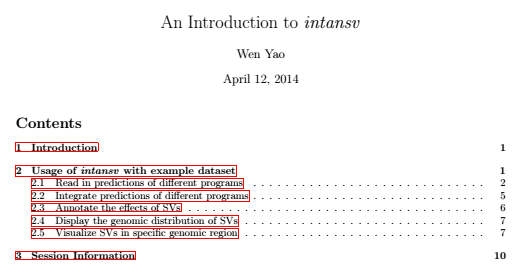 An Introduction to intansv
Wen Yao
April 12, 2014
Contents
1 Introduction 1
2 Usage of intansv with example dataset 1
2.1 Read in predictions of different programs . . . . . . . . . . . . . . . . . . . . . . . . . . . . . 2
2.2 Integrate predictions of different programs . . . . . . . . . . . . . . . . . . . . . . . . . . . . 5
2.3 Annotate the effects of SVs . . . . . . . . . . . . . . . . . . . . . . . . . . . . . . . . . . . . 6
2.4 Display the genomic distribution of SVs . . . . . . . . . . . . . . . . . . . . . . . . . . . . . 7
2.5 Visualize SVs in specific genomic region . . . . . . . . . . . . . . . . . . . . . . . . . . . . . 7
3 Session Information 10